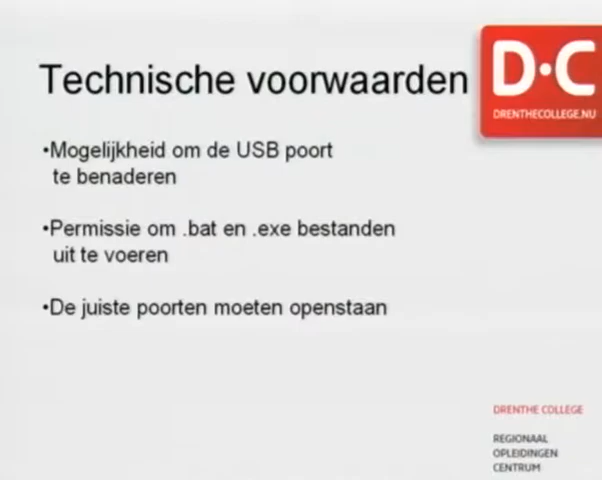 Technische voorwaarden
D·C
DRENTHECOLLEGE.NU
•Mogelijkheid om de USB poort
te benaderen
•Permissie om .bat en .exe bestanden
uit te voeren
•De juiste poorten moeten openstaan
DRENTHE COLLEGE
REGIONAAL
OPLEIDINGEN
CENTRUM